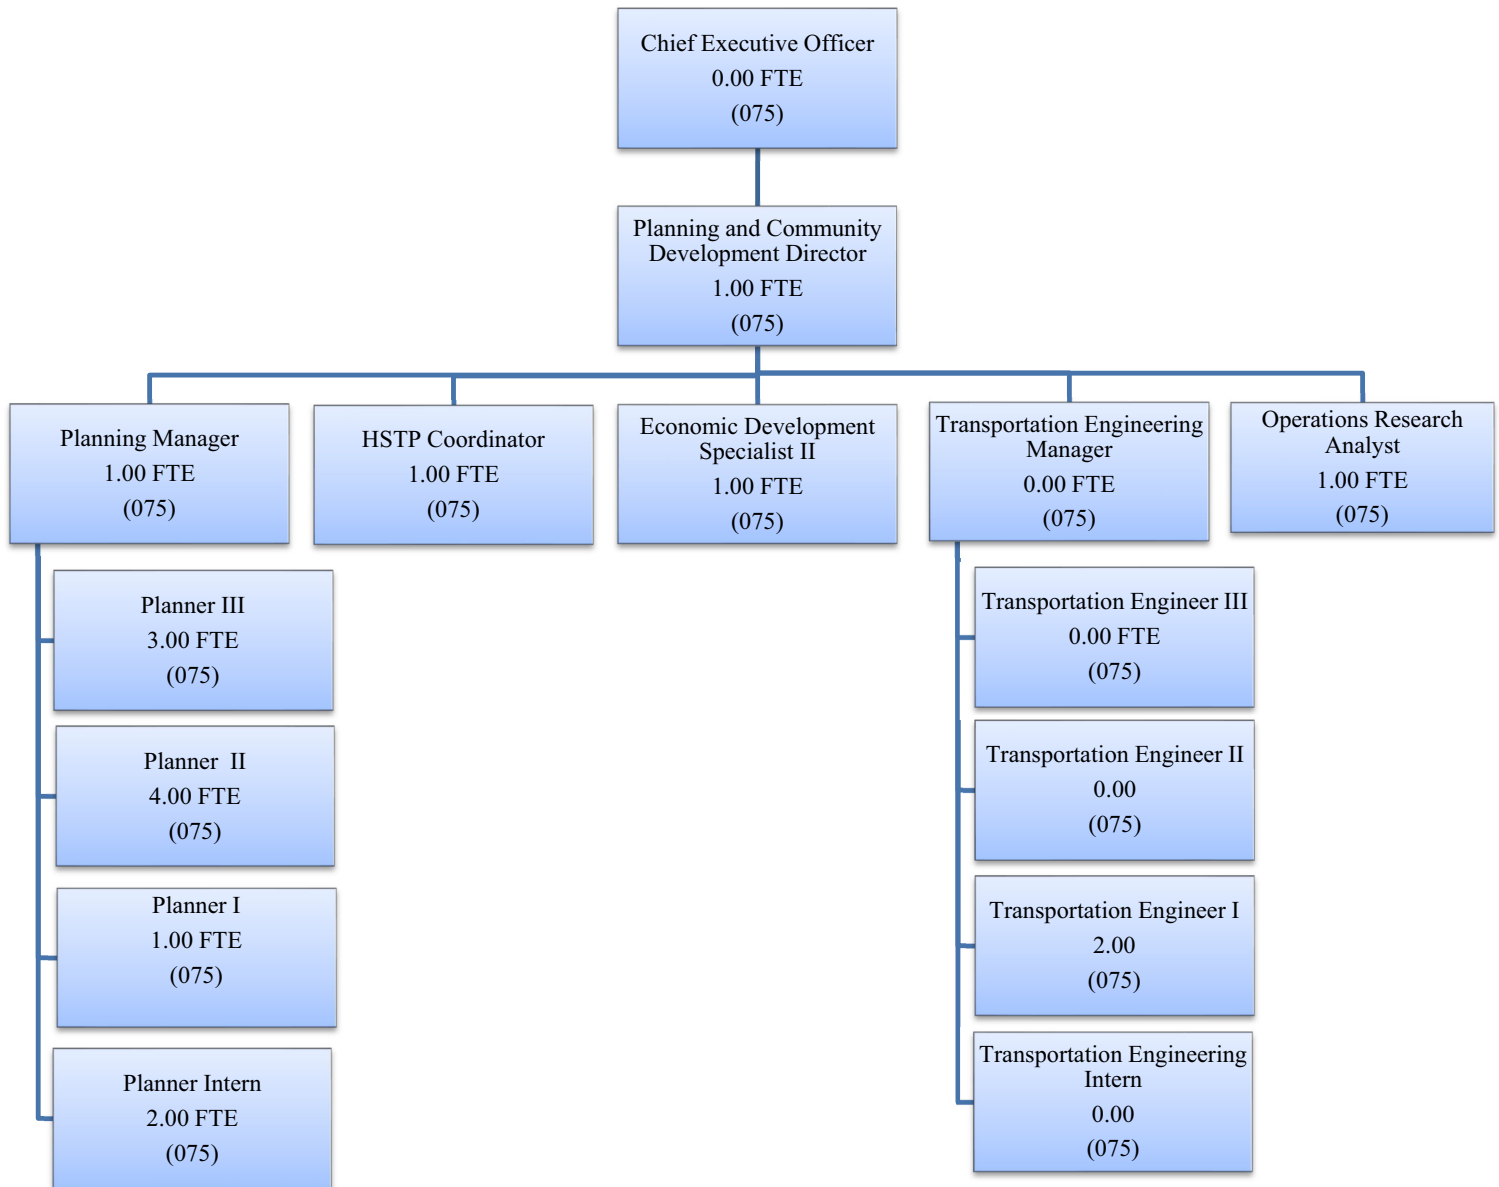 Chief Executive Officer
0.00 FTE
(075)
Planning and Community
Development Director
1.00 FTE
(075)
Planning Manager
1.00 FTE
(075)
HSTP Coordinator
1.00 FTE
(075)
Economic Development
Specialist II
1.00 FTE
(075)
Transportation Engineering
Manager
0.00 FTE
(075)
Operations Research
Analyst
1.00 FTE
(075)
Planner III
3.00 FTE
(075)
Planner  II
4.00 FTE
(075)
Planner I
1.00 FTE
(075)
Planner Intern
2.00 FTE
(075)
Transportation Engineer III
0.00 FTE
(075)
Transportation Engineer II
0.00
(075)
Transportation Engineer I
2.00
(075)
Transportation Engineering
Intern
0.00
(075)